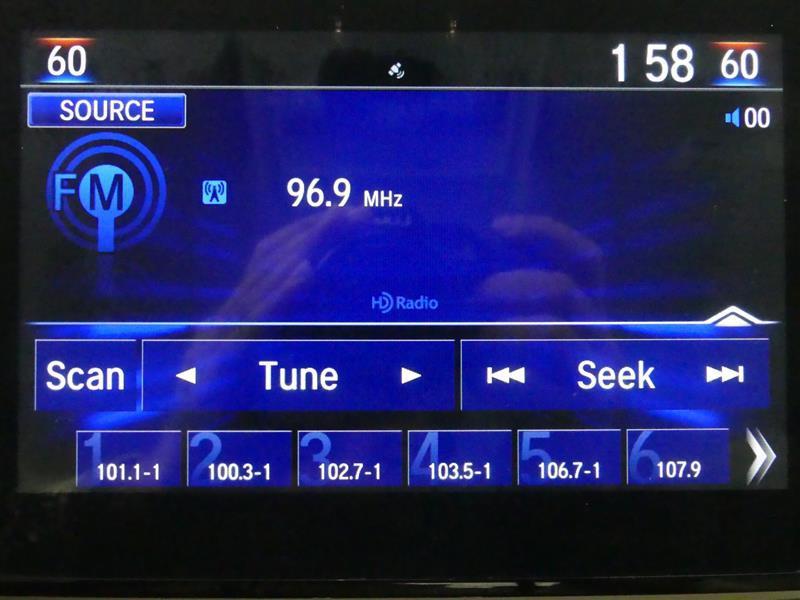 60 1 58 60
SOURCE 00
FM 96.9 MHz
HD Radio
Scan Tune Seek
1 2 3 4 5 6
101.1-1 100.3-1 102.7-1 103.5-1 106.7-1 107.9